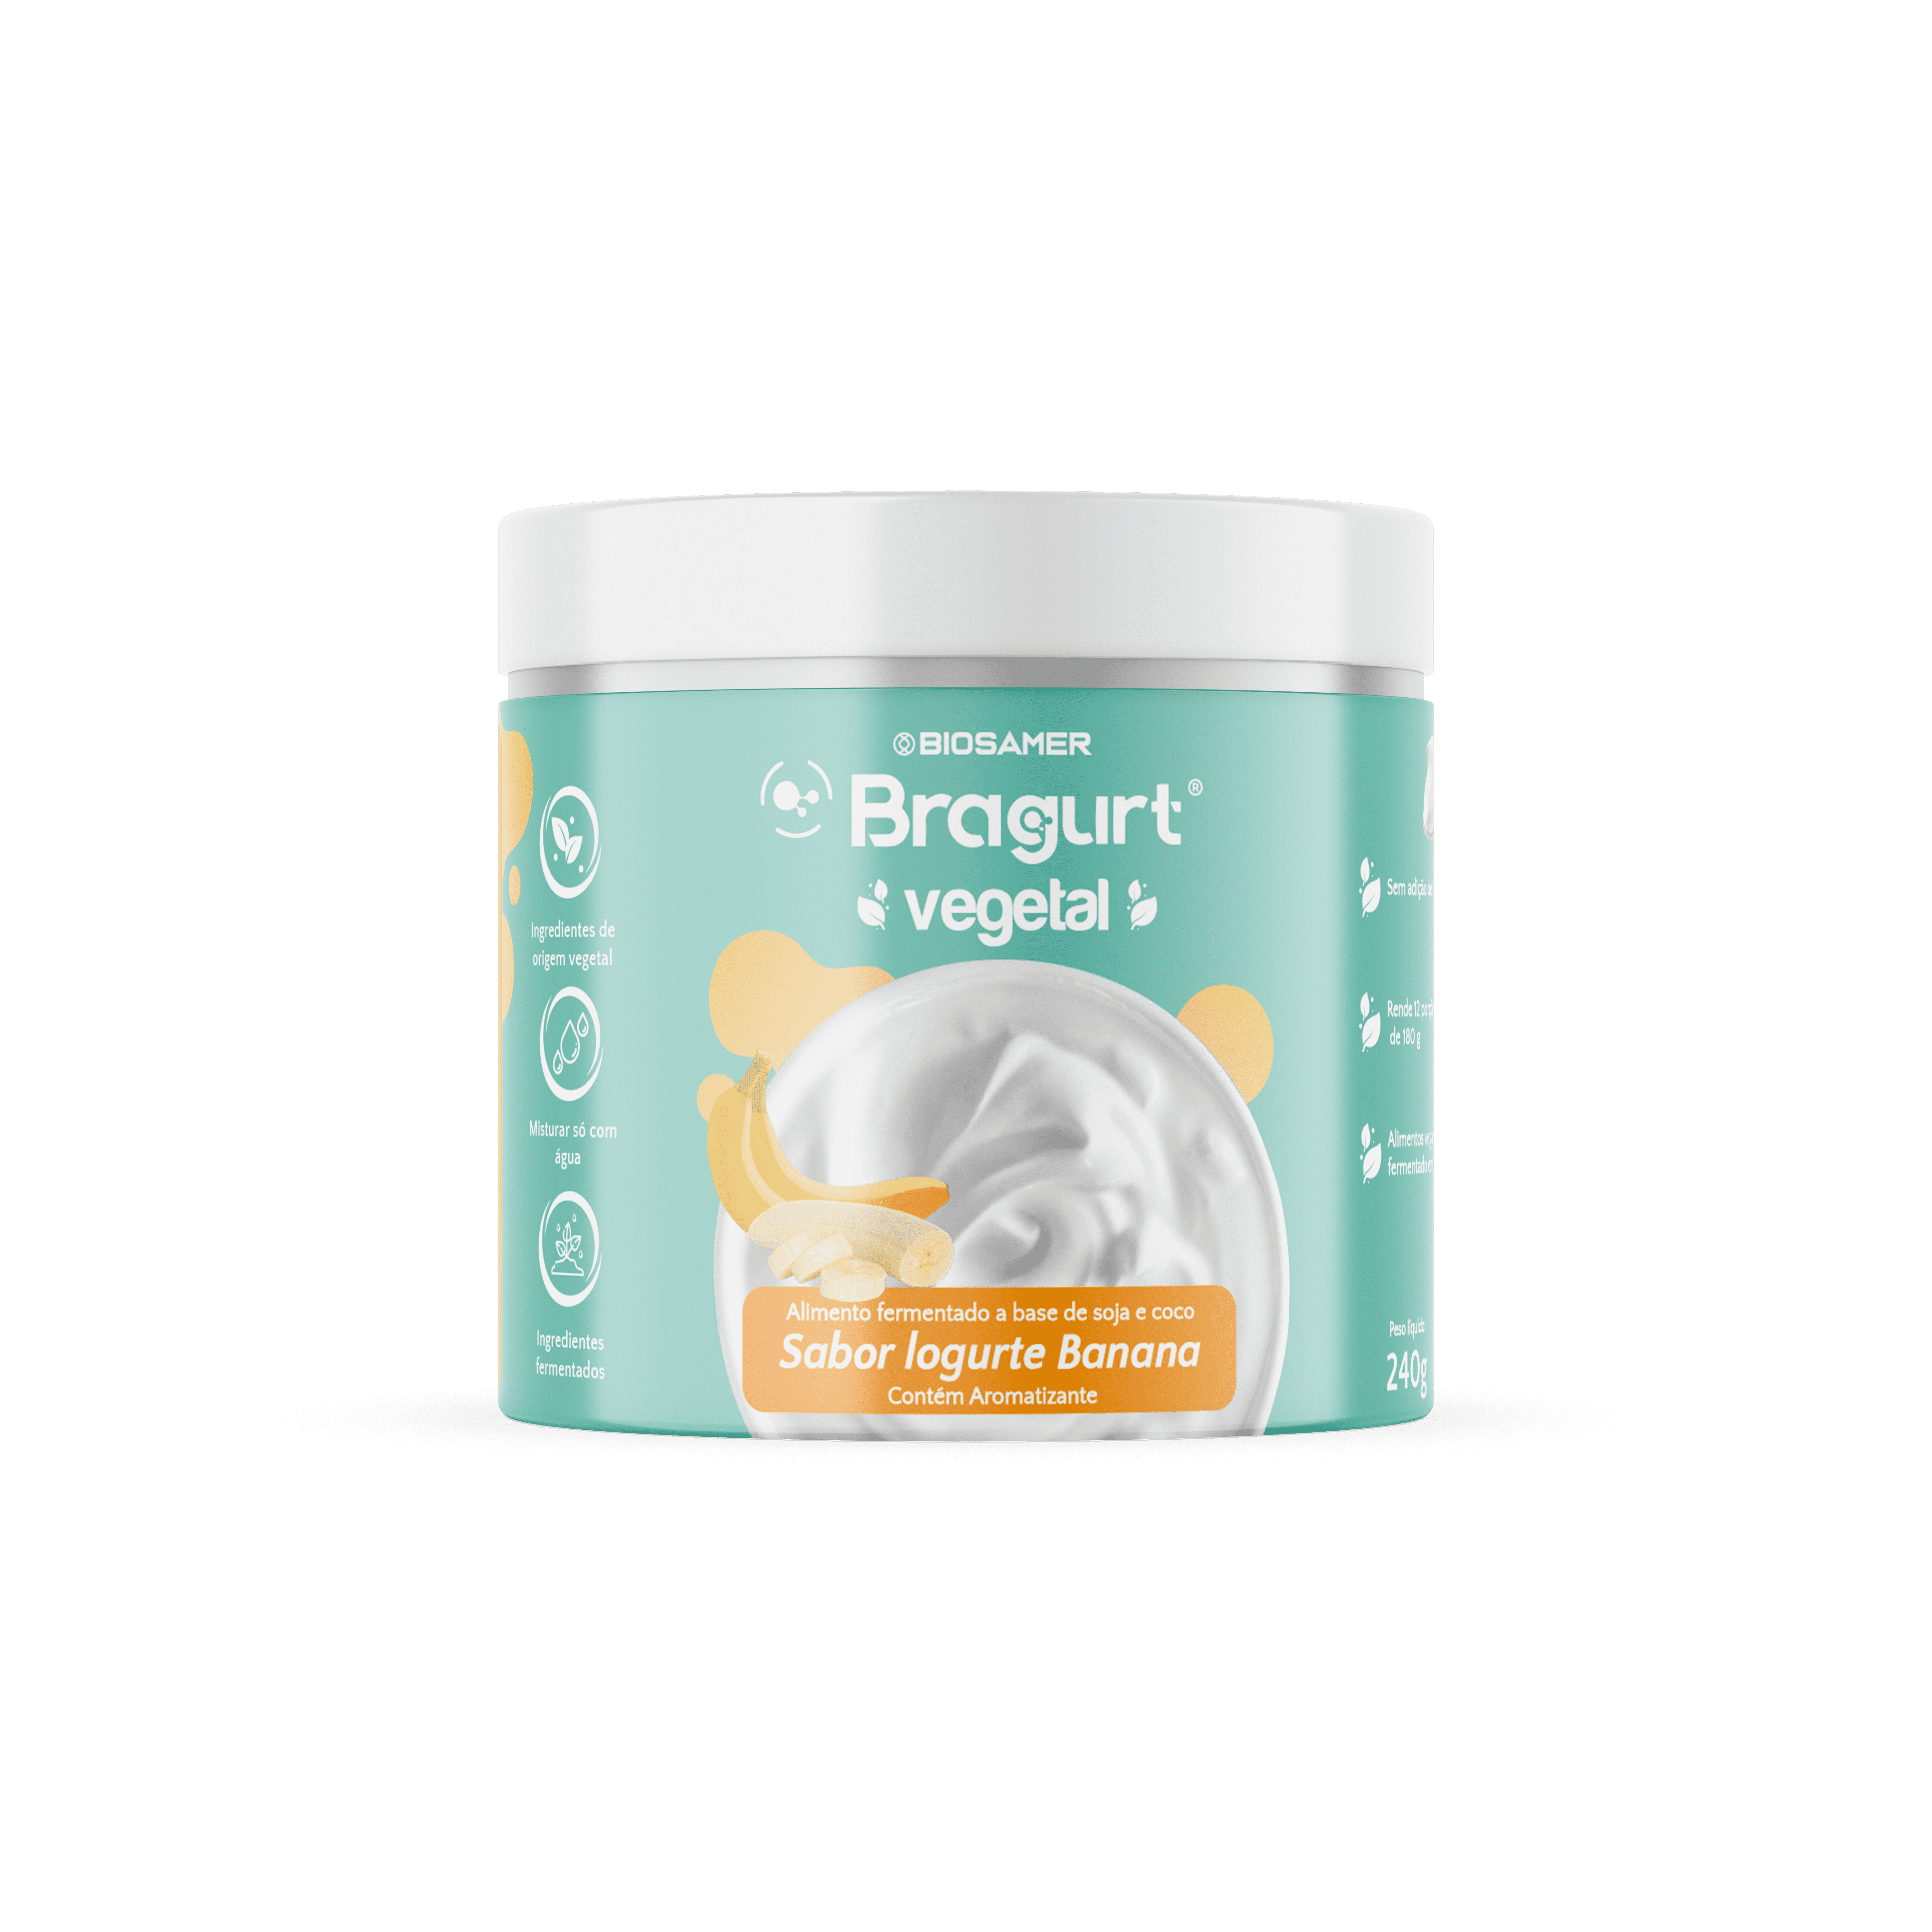 BIOSAMER
Bragurt®
vegetal
Ingredientes de
origem vegetal
Misturar só com
água
Ingredientes
fermentados
Alimento fermentado a base de soja e coco
Sabor Iogurte Banana
Contém Aromatizante
Sem adição de
Rende 12
de 180 g
Alimentos
fermentado
Peso líquido
240g